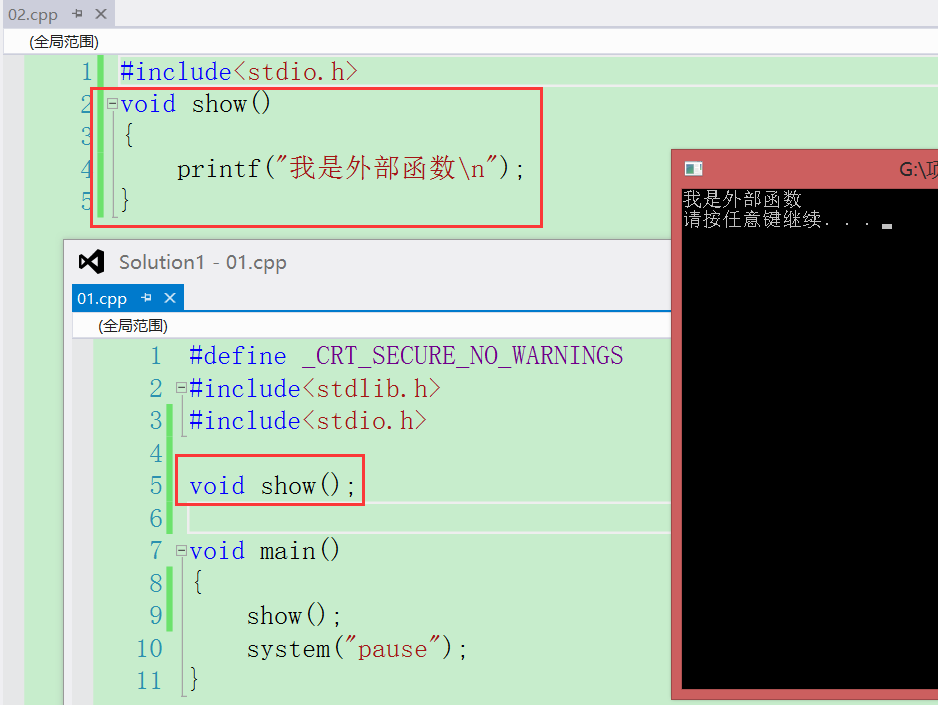 02.cpp
(全局范围)
1 #include<stdio.h>
2 void show()
3 {
4 printf("我是外部函数\n");
5 }
Solution1 - 01.cpp
01.cpp
(全局范围)
1 #define _CRT_SECURE_NO_WARNINGS
2 #include<stdlib.h>
3 #include<stdio.h>
4
5 void show();
6
7 void main()
8 {
9 show();
10 system("pause");
11 }
G:\项
我是外部函数
请按任意键继续. . .